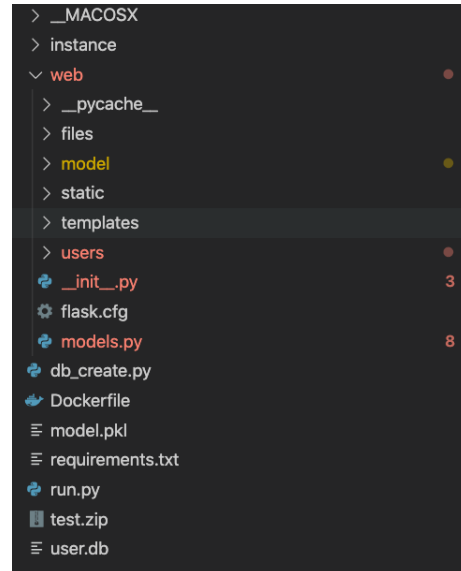 __MACOSX
instance
web
__pycache__
files
model
static
templates
users
__init__.py 3
flask.cfg
models.py 8
db_create.py
Dockerfile
model.pkl
requirements.txt
run.py
test.zip
user.db